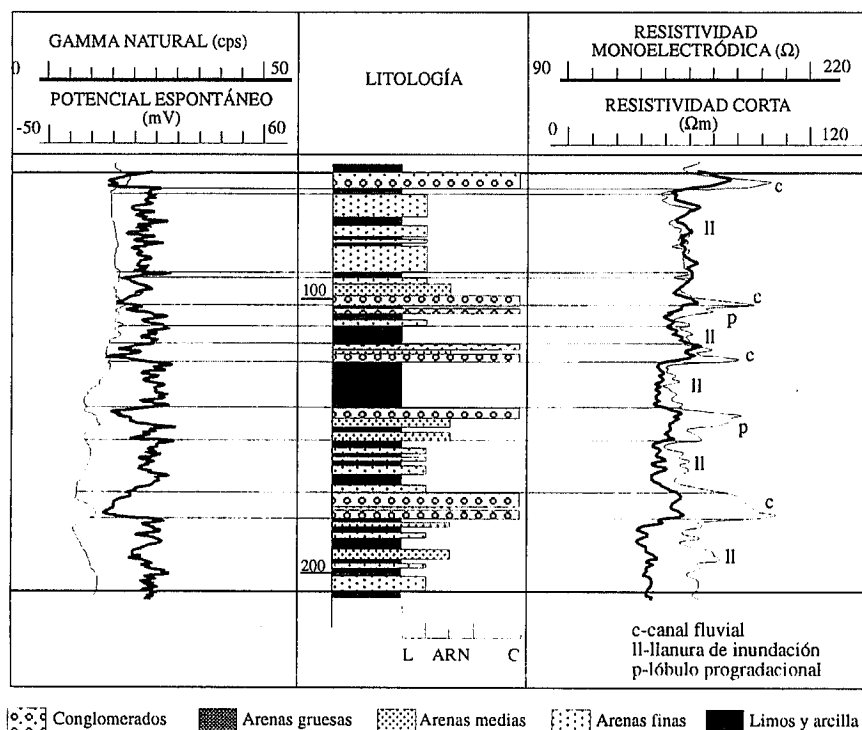 GAMMA NATURAL (cps)
0 50
POTENCIAL ESPONTÁNEO
(mV)
-50 60
LITOLOGÍA
RESISTIVIDAD
MONOELECTRÓDICA (Ω)
90 220
RESISTIVIDAD CORTA
(Ωm)
0 120
c
ll
100
c
p
ll
c
ll
p
ll
c
ll
200
L ARN C
c-canal fluvial
ll-llanura de inundación
p-lóbulo progradacional
Conglomerados Arenas gruesas Arenas medias Arenas finas Limos y arcilla